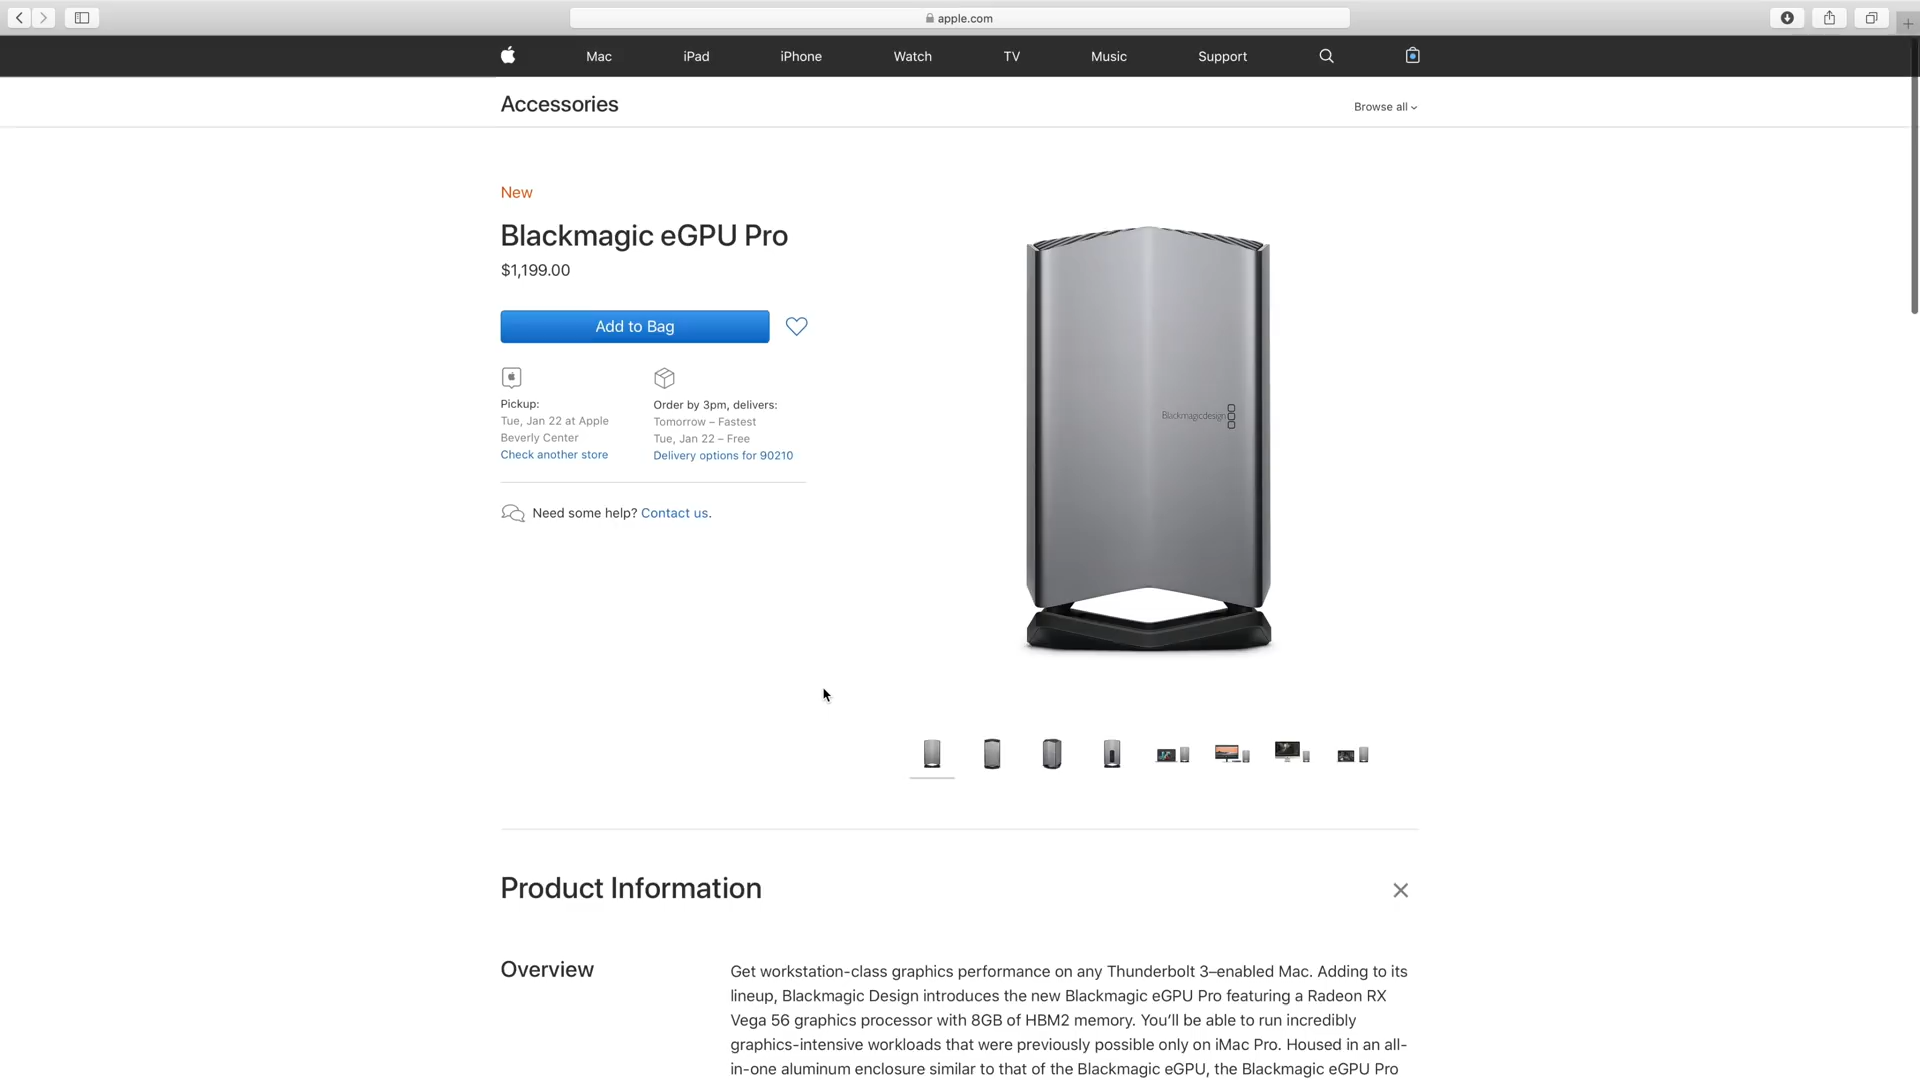 apple.com
Mac iPad iPhone Watch TV Music Support
Accessories
Browse all
New
Blackmagic eGPU Pro
$1,199.00
Add to Bag
Pickup:
Tue, Jan 22 at Apple
Beverly Center
Check another store
Order by 3pm, delivers:
Tomorrow – Fastest
Tue, Jan 22 – Free
Delivery options for 90210
Need some help? Contact us.
Blackmagicdesign
Product Information
Overview
Get workstation-class graphics performance on any Thunderbolt 3–enabled Mac. Adding to its
lineup, Blackmagic Design introduces the new Blackmagic eGPU Pro featuring a Radeon RX
Vega 56 graphics processor with 8GB of HBM2 memory. You’ll be able to run incredibly
graphics-intensive workloads that were previously possible only on iMac Pro. Housed in an all-
in-one aluminum enclosure similar to that of the Blackmagic eGPU, the Blackmagic eGPU Pro